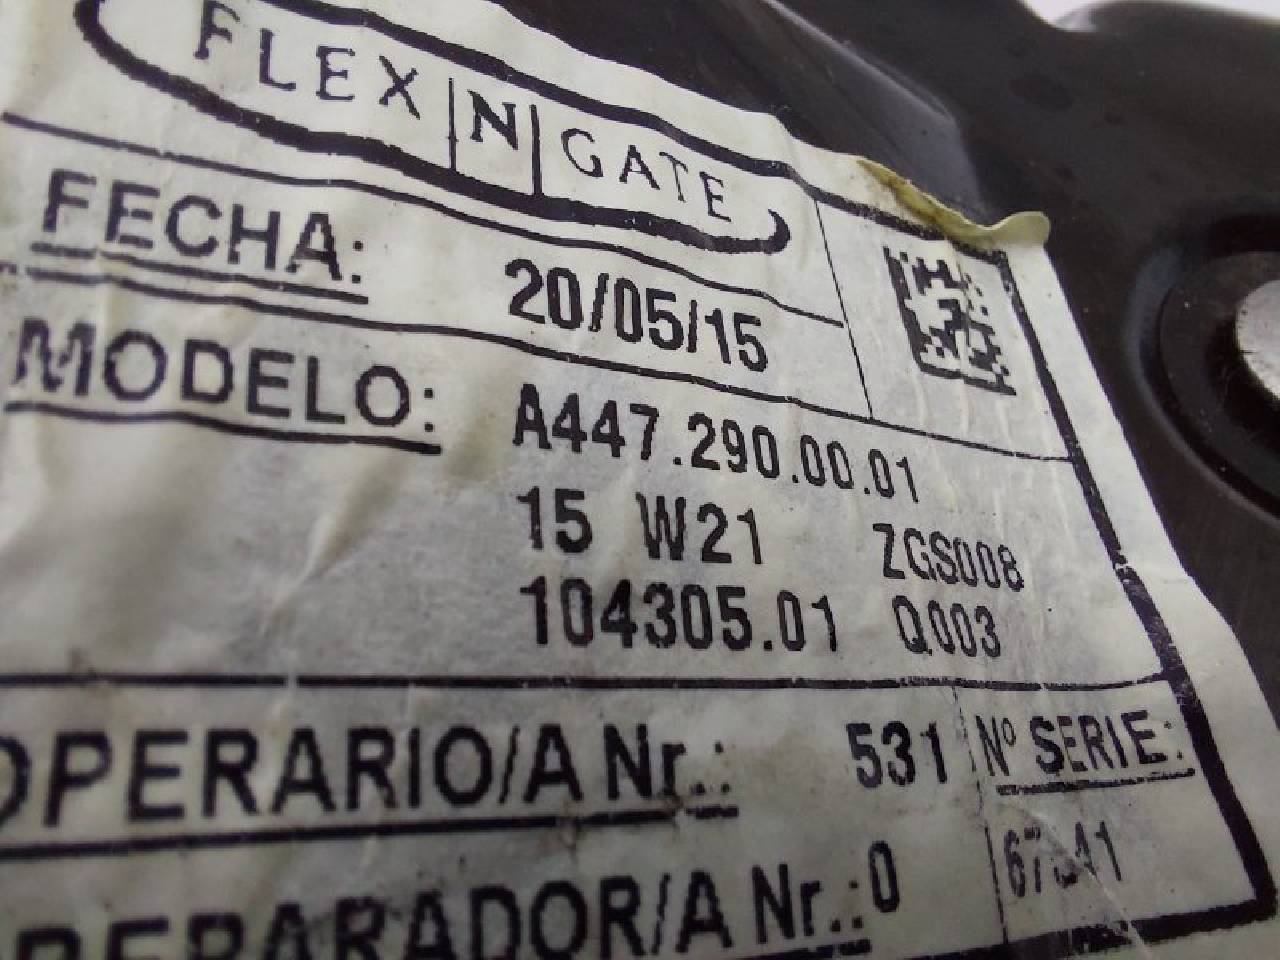 FLEX N GATE
FECHA: 20/05/15
MODELO: A447.290.00.01
15 W21 ZGS008
104305.01 Q003
OPERARIO/A Nr.: 531 Nº SERIE:
REPARADOR/A Nr.: 0